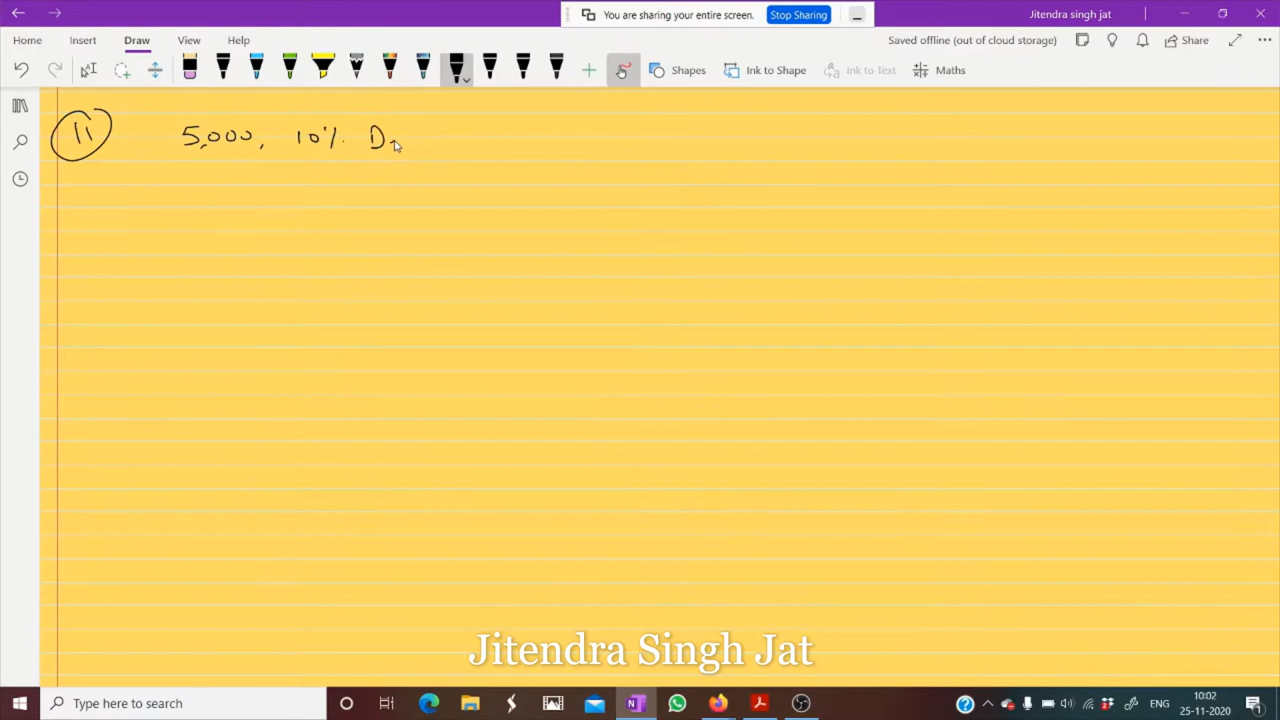 You are sharing your entire screen. Stop Sharing
Jitendra singh jat
Home Insert Draw View Help
Saved offline (out of cloud storage) Share
Shapes Ink to Shape Ink to Text Maths
11 5,000, 10%. D
Jitendra Singh Jat
Type here to search
ENG
10:02
25-11-2020